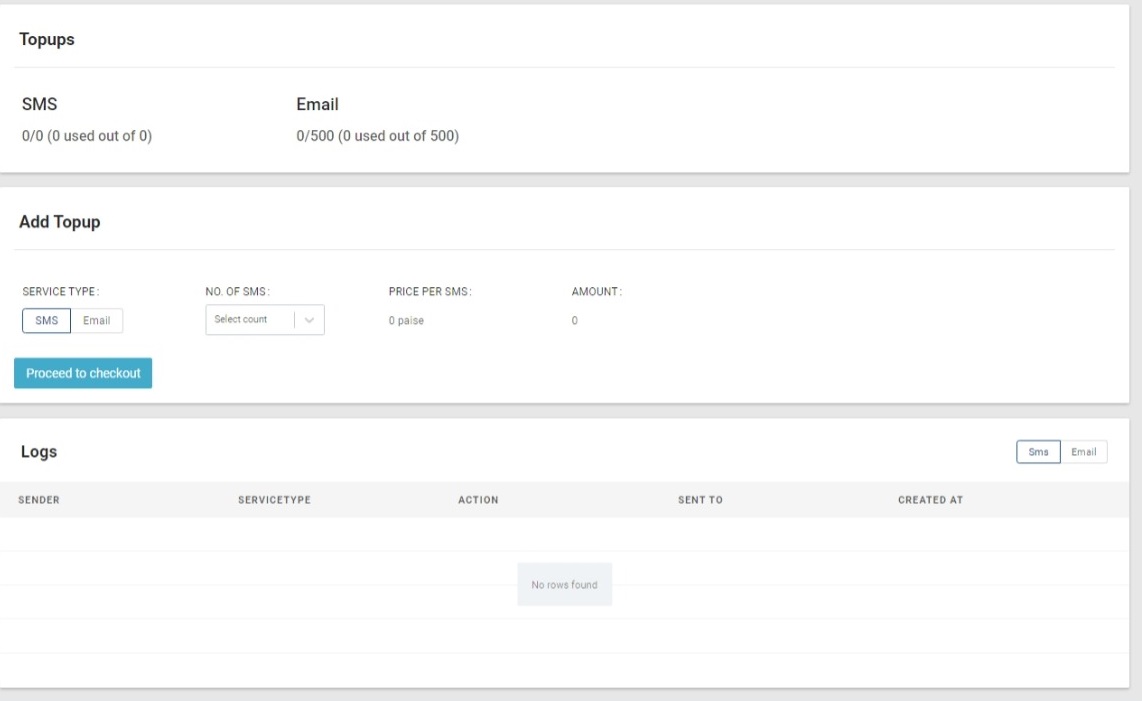 Topups
SMS
Email
0/0 (0 used out of 0)
0/500 (0 used out of 500)
Add Topup
SERVICE TYPE :
NO. OF SMS :
PRICE PER SMS :
AMOUNT :
SMS
Email
Select count
0 paise
0
Proceed to checkout
Logs
Sms
Email
SENDER
SERVICETYPE
ACTION
SENT TO
CREATED AT
No rows found